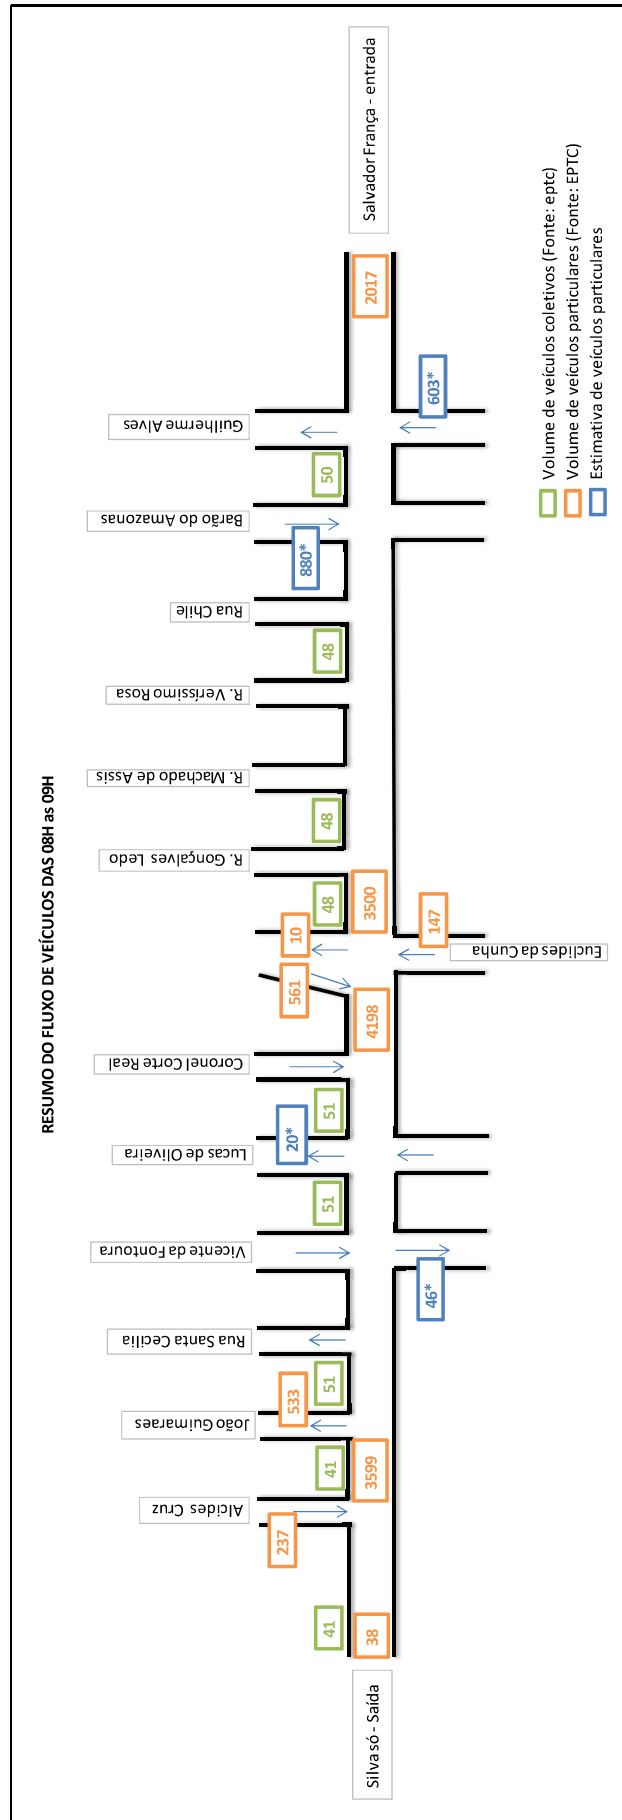 RESUMO DO FLUXO DE VEÍCULOS DAS 08H as 09H
Silva só - Saída
Alcides Cruz
João Guimaraes
Rua Santa Cecilia
Vicente da Fontoura
Lucas de Oliveira
Coronel Corte Real
R. Gonçalves Ledo
R. Machado de Assis
R. Veríssimo Rosa
Rua Chile
Barão do Amazonas
Guilherme Alves
Salvador França - entrada
237
533
20*
561
10
880*
41
41
51
51
51
48
48
48
50
38
3599
4198
3500
2017
46*
147
603*
Euclides da Cunha
Volume de veículos coletivos (Fonte: eptc)
Volume de veículos particulares (Fonte: EPTC)
Estimativa de veículos particulares